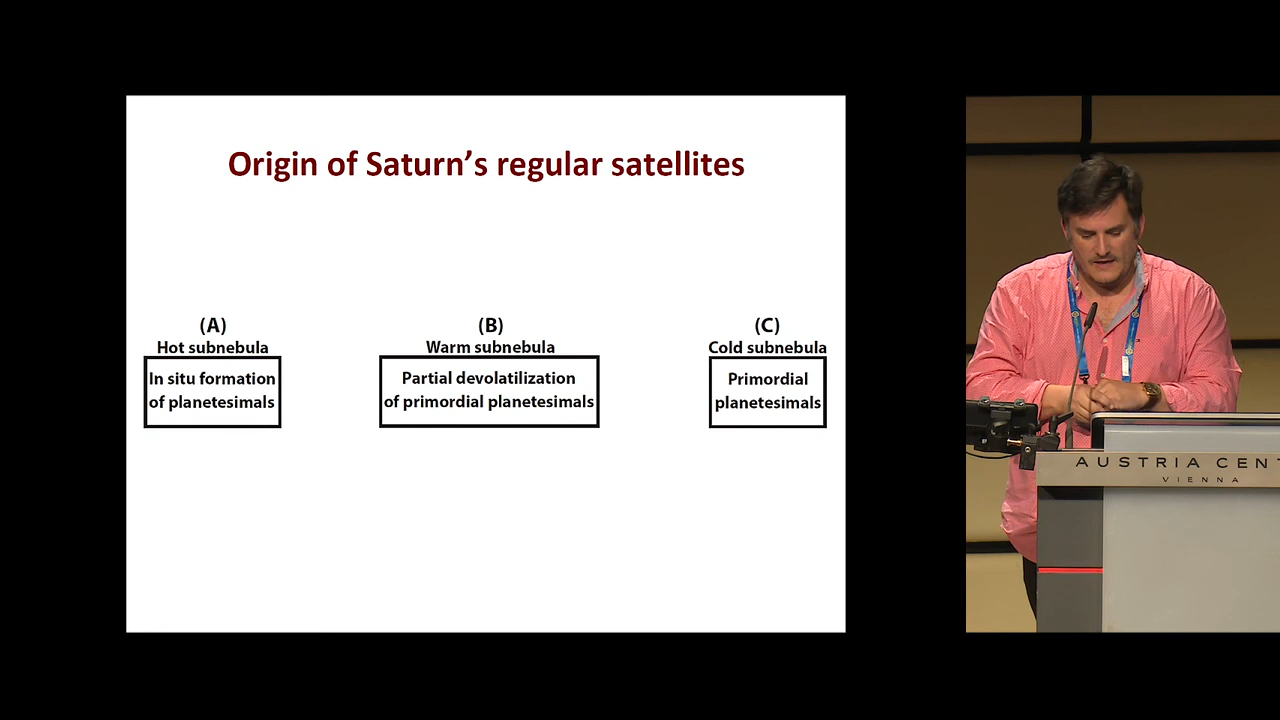 Origin of Saturn's regular satellites
(A)
Hot subnebula
In situ formation
of planetesimals
(B)
Warm subnebula
Partial devolatilization
of primordial planetesimals
(C)
Cold subnebula
Primordial
planetesimals
AUSTRIA CENT
VIENNA